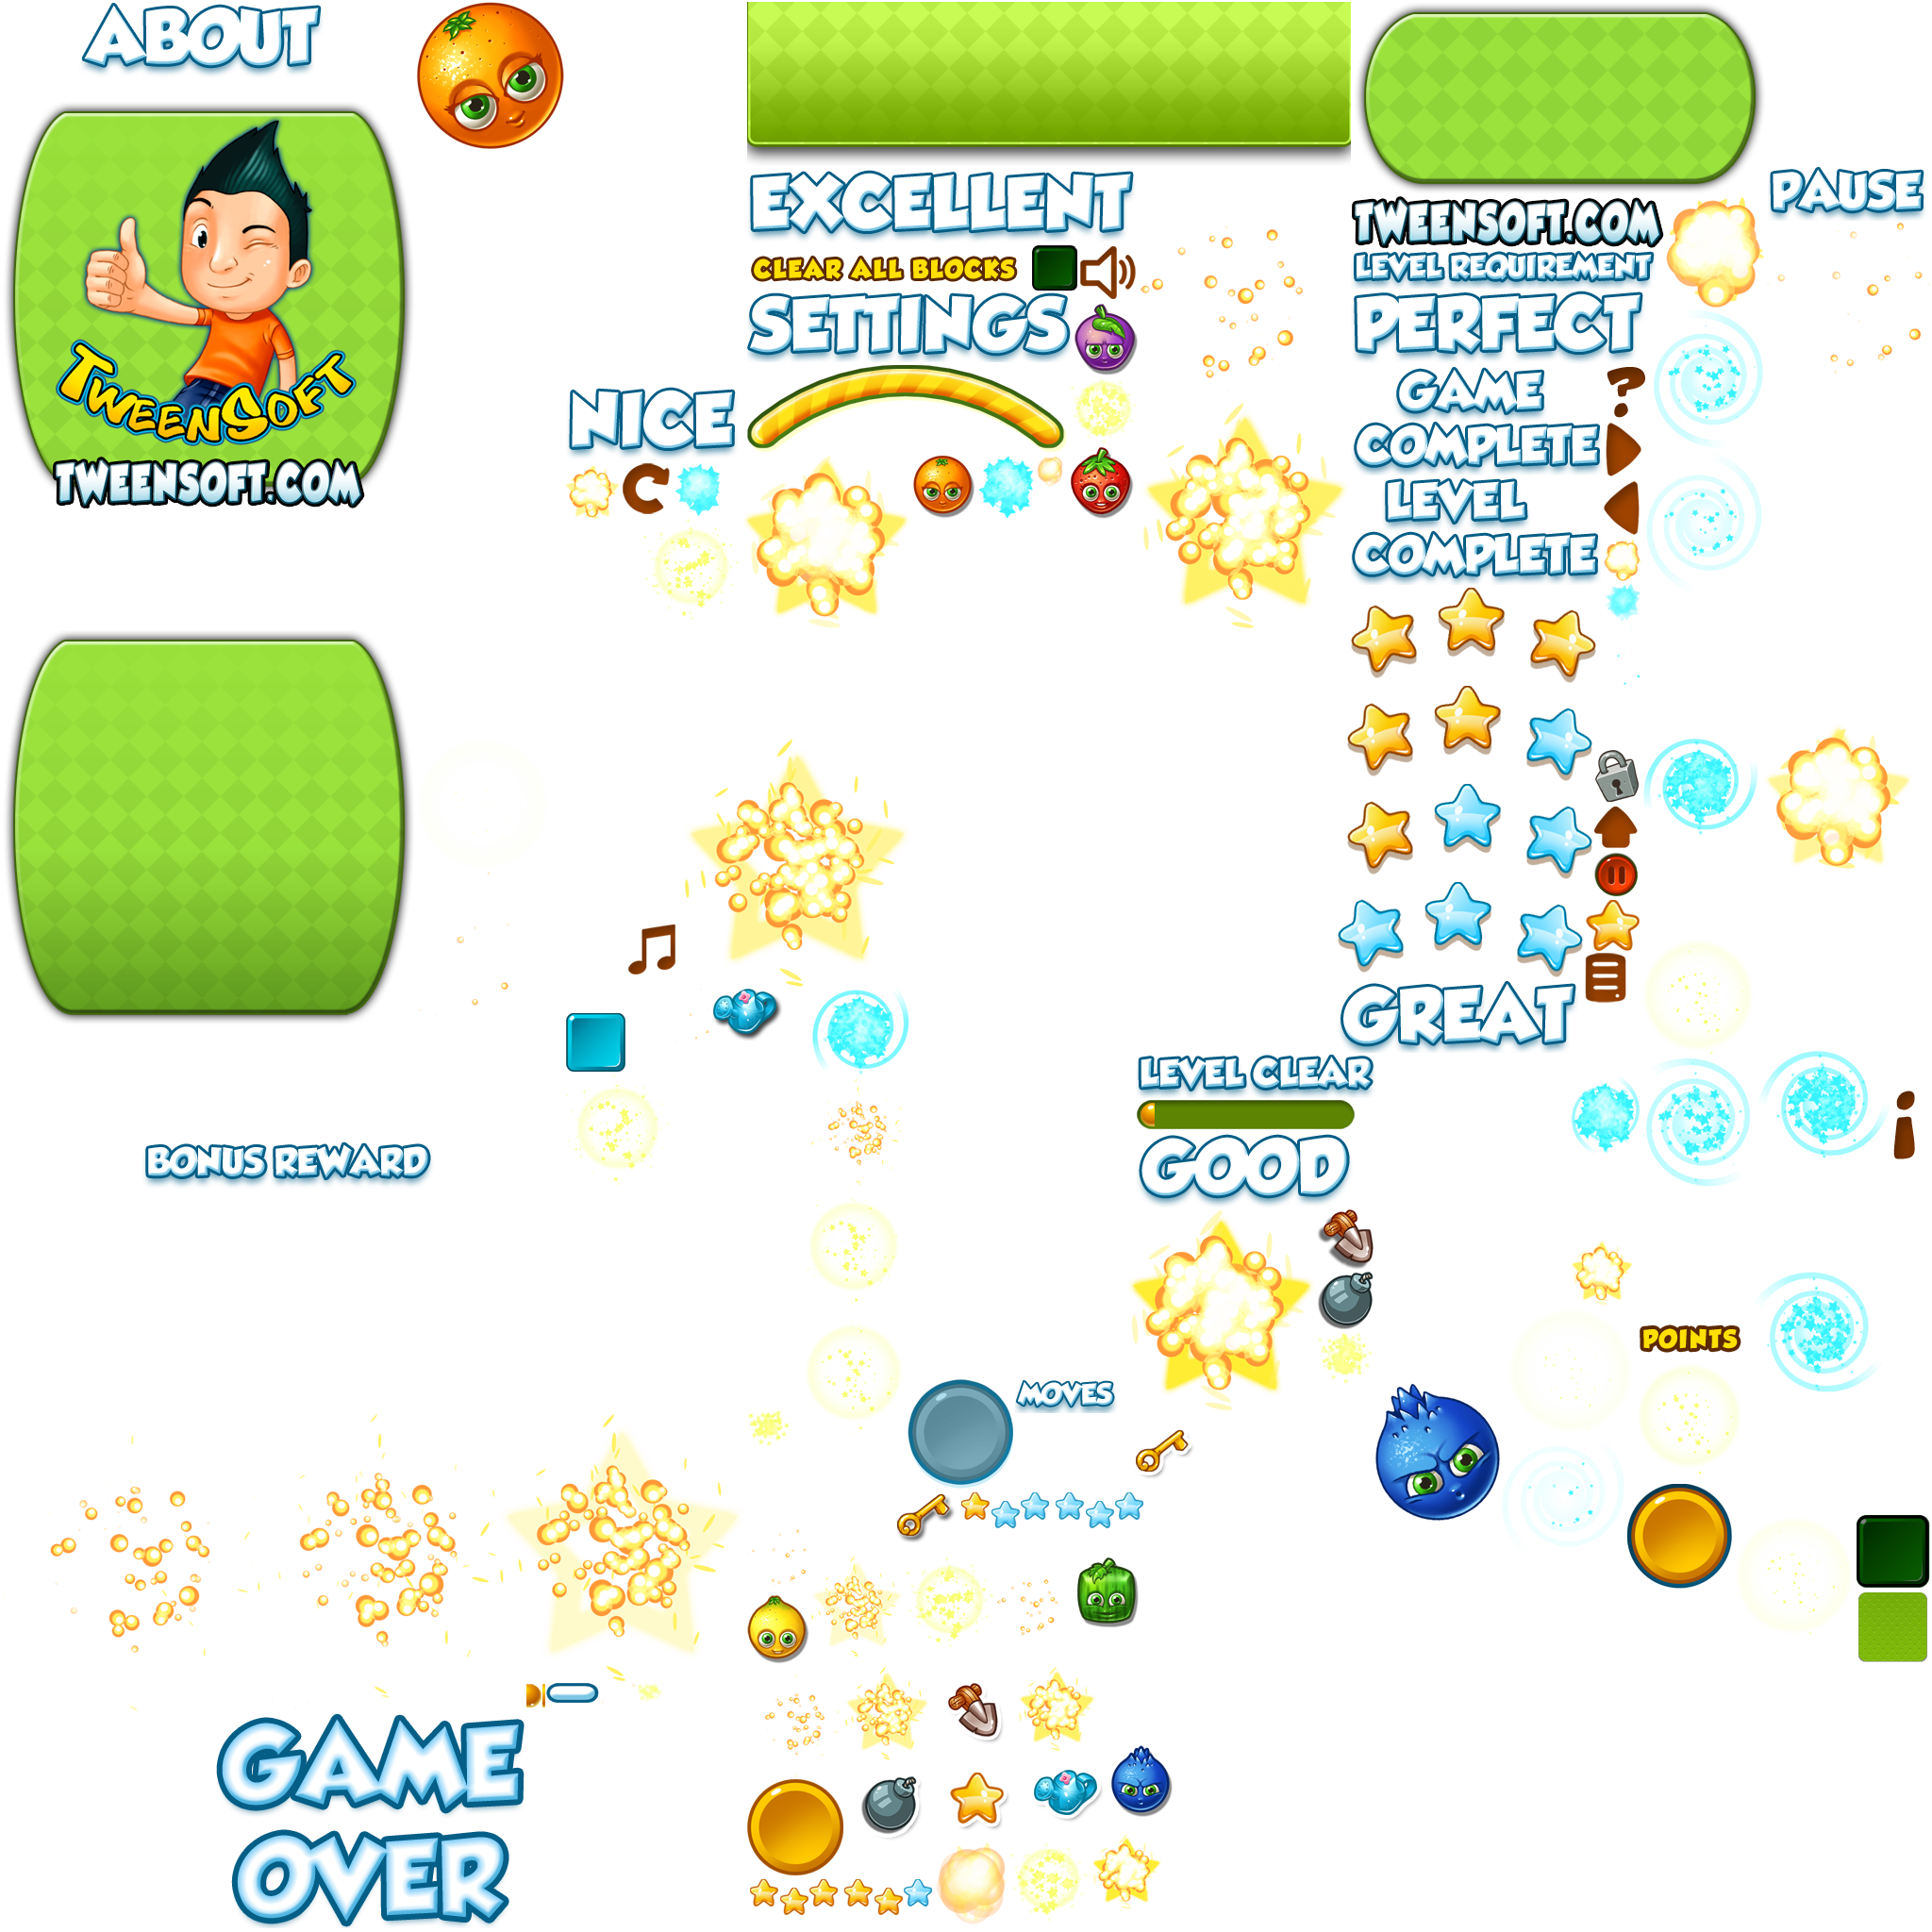 ABOUT
TWEENSOFT
TWEENSOFT.COM
EXCELLENT
CLEAR ALL BLOCKS
SETTINGS
NICE
PAUSE
TWEENSOFT.COM
LEVEL REQUIREMENT
PERFECT
GAME
COMPLETE
LEVEL
COMPLETE
GREAT
LEVEL CLEAR
GOOD
BONUS REWARD
POINTS
MOVES
GAME
OVER